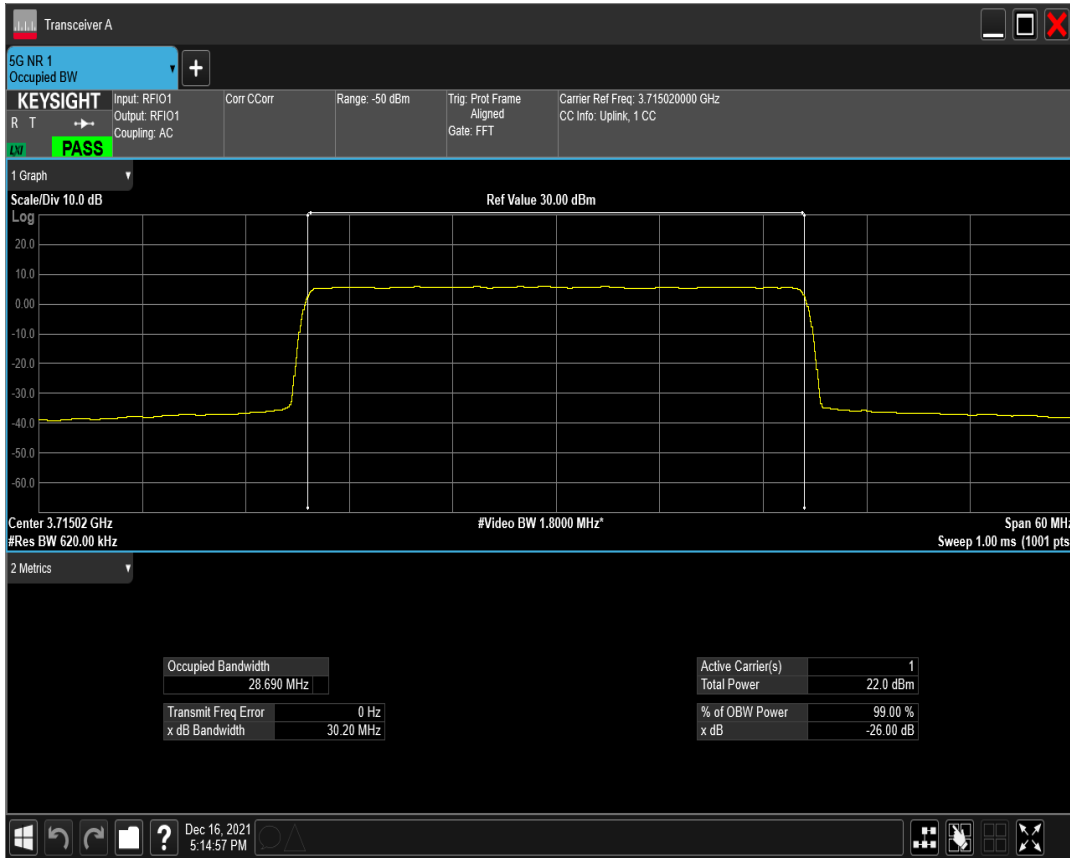 Transceiver A
5G NR 1
Occupied BW
KEYSIGHT
R T
LXI
PASS
Input: RFIO1
Output: RFIO1
Coupling: AC
Corr CCorr
Range: -50 dBm
Trig: Prot Frame
Aligned
Gate: FFT
Carrier Ref Freq: 3.715020000 GHz
CC Info: Uplink, 1 CC
1 Graph
Scale/Div 10.0 dB
Ref Value 30.00 dBm
Log
20.0
10.0
0.00
-10.0
-20.0
-30.0
-40.0
-50.0
-60.0
Center 3.71502 GHz
#Video BW 1.8000 MHz*
Span 60 MHz
#Res BW 620.00 kHz
Sweep 1.00 ms (1001 pts
2 Metrics
Occupied Bandwidth
28.690 MHz
Transmit Freq Error 0 Hz
x dB Bandwidth 30.20 MHz
Active Carrier(s) 1
Total Power 22.0 dBm
% of OBW Power 99.00 %
x dB -26.00 dB
?
Dec 16, 2021
5:14:57 PM